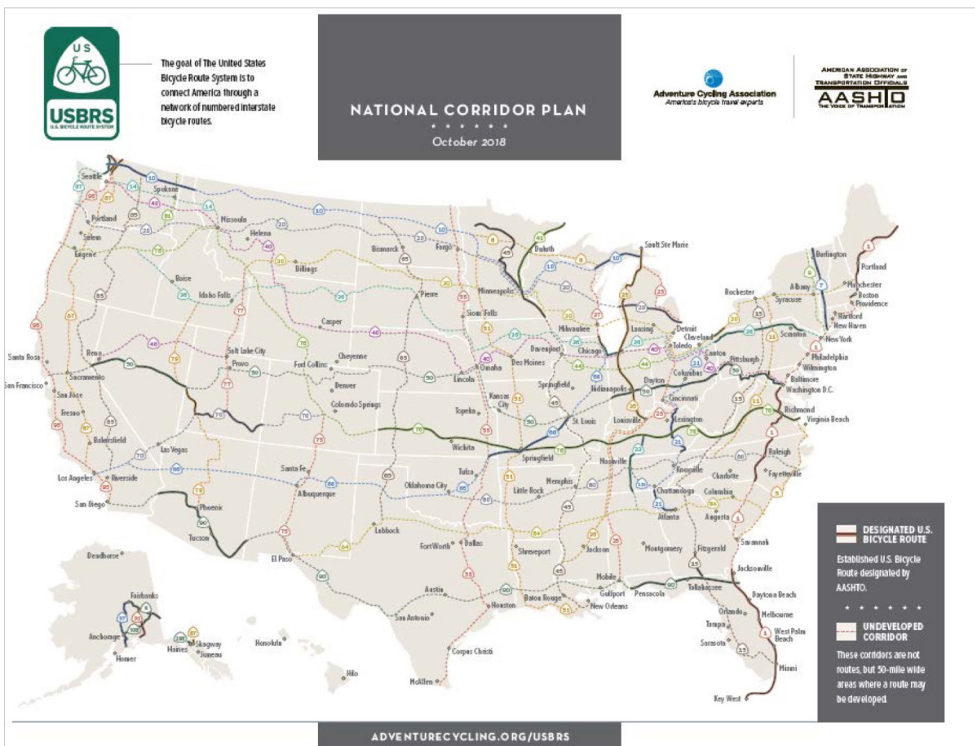 US
USBRS
U.S. BICYCLE ROUTE SYSTEM
The goal of The United States
Bicycle Route System is to
connect America through a
network of numbered interstate
bicycle routes.
NATIONAL CORRIDOR PLAN
October 2018
Adventure Cycling Association
America's bicycle travel experts
AMERICAN ASSOCIATION OF
STATE HIGHWAY AND
TRANSPORTATION OFFICIALS
AASHTO
THE VOICE OF TRANSPORTATION
Seattle
Spokane
Portland
Salem
Eugene
Missoula
Helena
Billings
Bismarck
Fargo
Duluth
Sault Ste Marie
Burlington
Portland
Manchester
Boston
Providence
Hartford
New Haven
New York
Albany
Syracuse
Rochester
Scranton
Philadelphia
Wilmington
Baltimore
Washington D.C.
Boise
Idaho Falls
Pierre
Minneapolis
Sioux Falls
Casper
Milwaukee
Lansing
Detroit
Toledo
Cleveland
Canton
Pittsburgh
Columbus
Chicago
Davenport
Des Moines
Omaha
Lincoln
Cheyenne
Fort Collins
Denver
Colorado Springs
Salt Lake City
Provo
Reno
Santa Rosa
San Francisco
Sacramento
San Jose
Fresno
Bakersfield
Las Vegas
Los Angeles
Riverside
San Diego
Phoenix
Tucson
Santa Fe
Albuquerque
El Paso
Lubbock
Topeka
Kansas
City
Wichita
Springfield
St. Louis
Springfield
Indianapolis
Dayton
Cincinnati
Louisville
Lexington
Richmond
Virginia Beach
Raleigh
Fayetteville
Charlotte
Columbia
Knoxville
Nashville
Chattanooga
Memphis
Little Rock
Tulsa
Oklahoma City
Fort Worth
Dallas
Shreveport
Jackson
Montgomery
Atlanta
Augusta
Savannah
Fitzgerald
Jacksonville
Tallahassee
Pensacola
Mobile
Gulfport
New Orleans
Baton Rouge
Houston
Austin
San Antonio
Corpus Christi
McAllen
Daytona Beach
Orlando
Melbourne
Tampa
Sarasota
West Palm
Beach
Miami
Key West
Deadhorse
Fairbanks
Anchorage
Homer
Haines
Skagway
Juneau
Honolulu
Hilo
DESIGNATED U.S.
BICYCLE ROUTE
Established U.S. Bicycle
Route designated by
AASHTO.
UNDEVELOPED
CORRIDOR
These corridors are not
routes, but 50-mile wide
areas where a route may
be developed.
ADVENTURECYCLING.ORG/USBRS